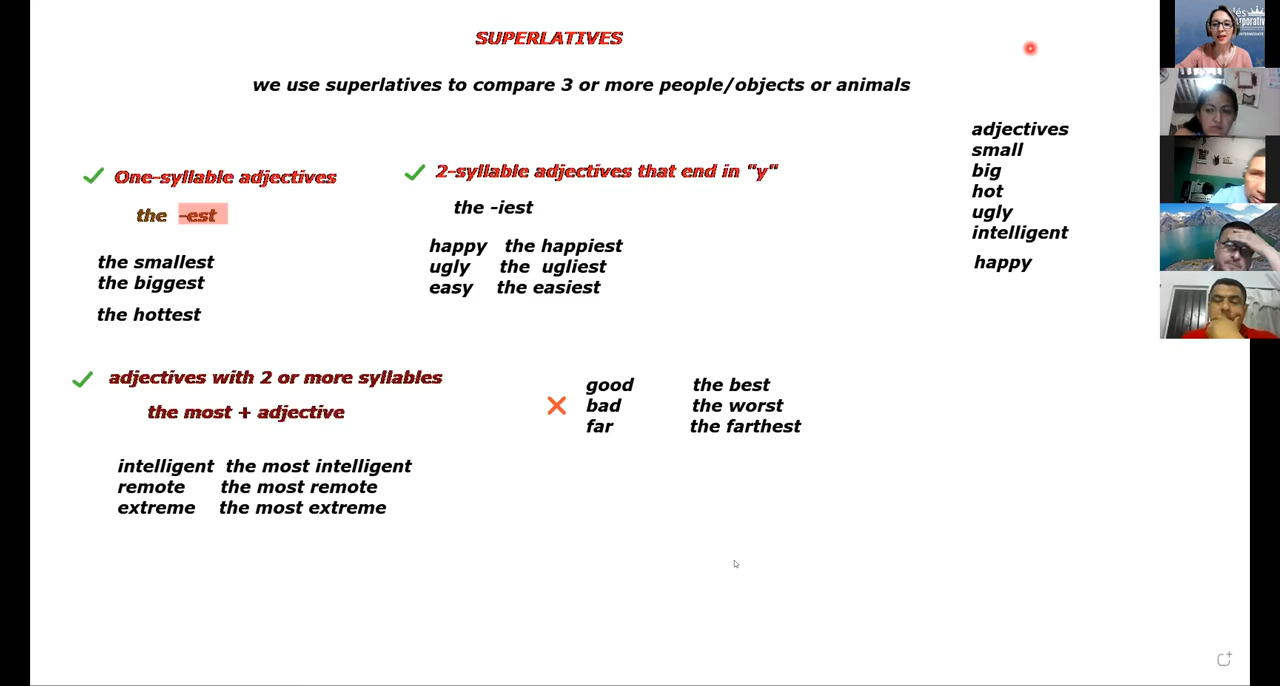 SUPERLATIVES
we use superlatives to compare 3 or more people/objects or animals
One-syllable adjectives
the -est
the smallest
the biggest
the hottest
2-syllable adjectives that end in "y"
the -iest
happy the happiest
ugly the ugliest
easy the easiest
adjectives
small
big
hot
ugly
intelligent
happy
adjectives with 2 or more syllables
the most + adjective
intelligent the most intelligent
remote the most remote
extreme the most extreme
good the best
bad the worst
far the farthest